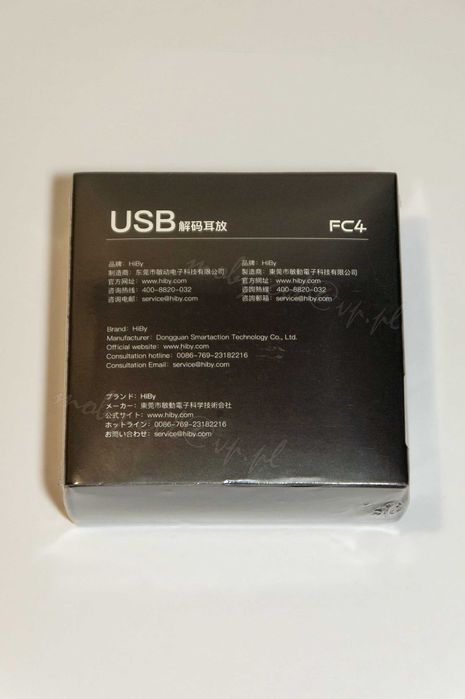 USB解码耳放
FC4
品牌：HiBy
制造商：东莞市敏动电子科技有限公司
官方网址：www.hiby.com
咨询热线：400-8820-032
咨询电邮：service@hiby.com
品牌：HiBy
製造商：東莞市敏動電子科技有限公司
官方網址：www.hiby.com
咨詢熱線：400-8820-032
咨詢郵箱：service@hiby.com
Brand：HiBy
Manufacturer：Dongguan Smartaction Technology Co., Ltd.
Official website：www.hiby.com
Consultation hotline：0086-769-23182216
Consultation Email：service@hiby.com
ブランド：HiBy
メーカー：東莞市敏動電子科学技術会社
公式サイト：www.hiby.com
ホットライン：0086-769-23182216
お問い合わせ：service@hiby.com